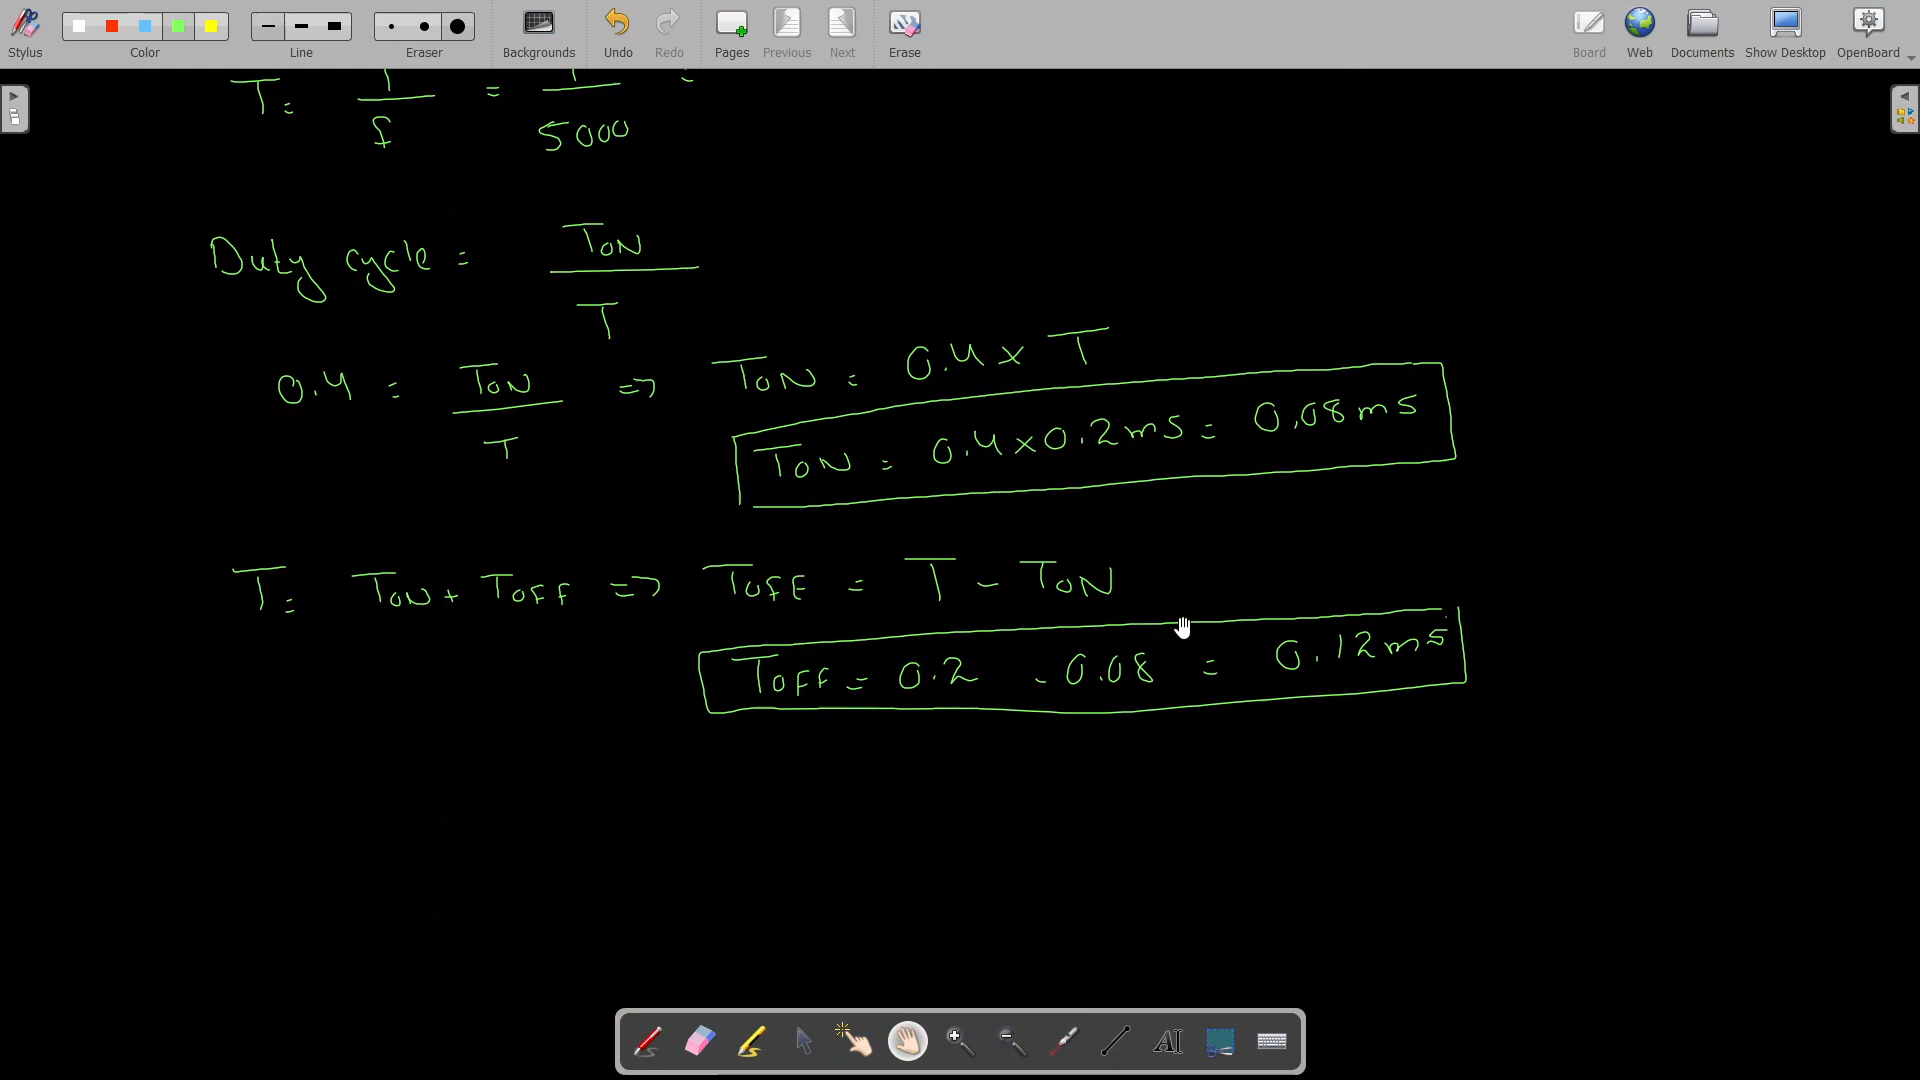 Stylus Color Line Eraser Backgrounds Undo Redo Pages Previous Next Erase Board Web Documents Show Desktop OpenBoard
T = 1/f = 1/5000 =
Duty cycle = TON/T
0.4 = TON/T => TON = 0.4 x T
TON = 0.4 x 0.2ms = 0.08ms
T = TON + TOFF => TOFF = T - TON
TOFF = 0.2 - 0.08 = 0.12ms
AI